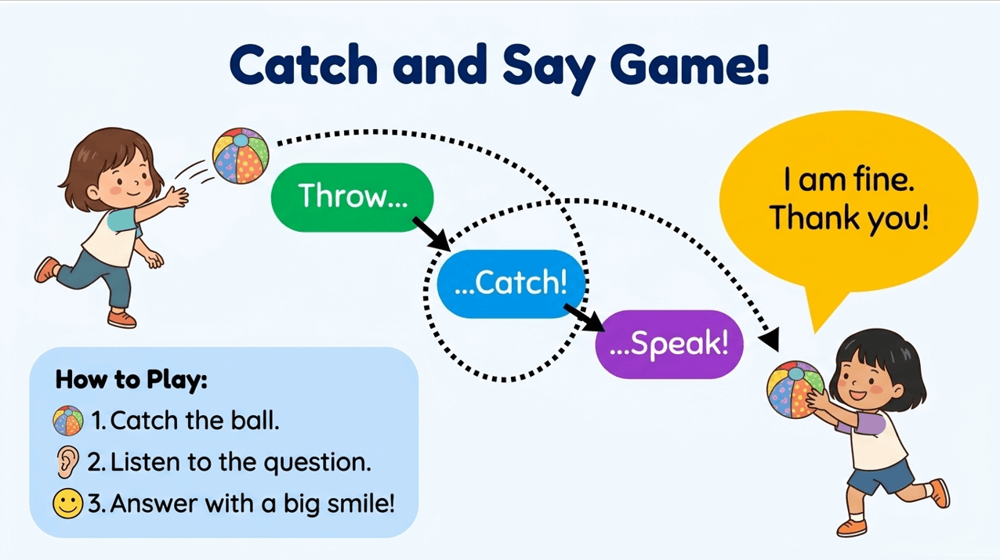 Catch and Say Game!
Throw...
...Catch!
...Speak!
I am fine.
Thank you!
How to Play:
1. Catch the ball.
2. Listen to the question.
3. Answer with a big smile!